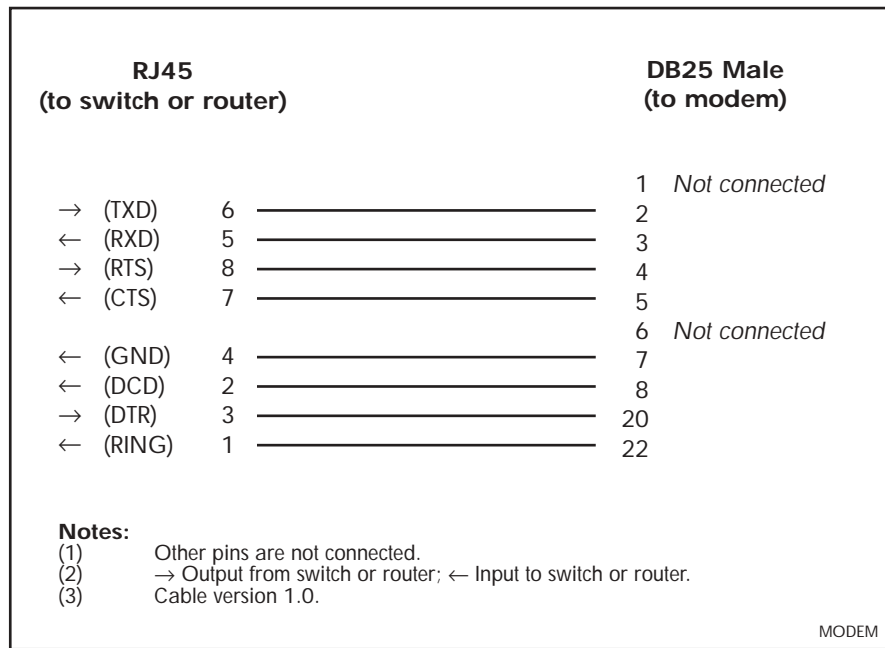 RJ45 DB25 Male
(to switch or router) (to modem)
1 Not connected
→ (TXD) 6 2
← (RXD) 5 3
→ (RTS) 8 4
← (CTS) 7 5
6 Not connected
← (GND) 4 7
← (DCD) 2 8
→ (DTR) 3 20
← (RING) 1 22
Notes:
(1) Other pins are not connected.
(2) → Output from switch or router; ← Input to switch or router.
(3) Cable version 1.0.
MODEM